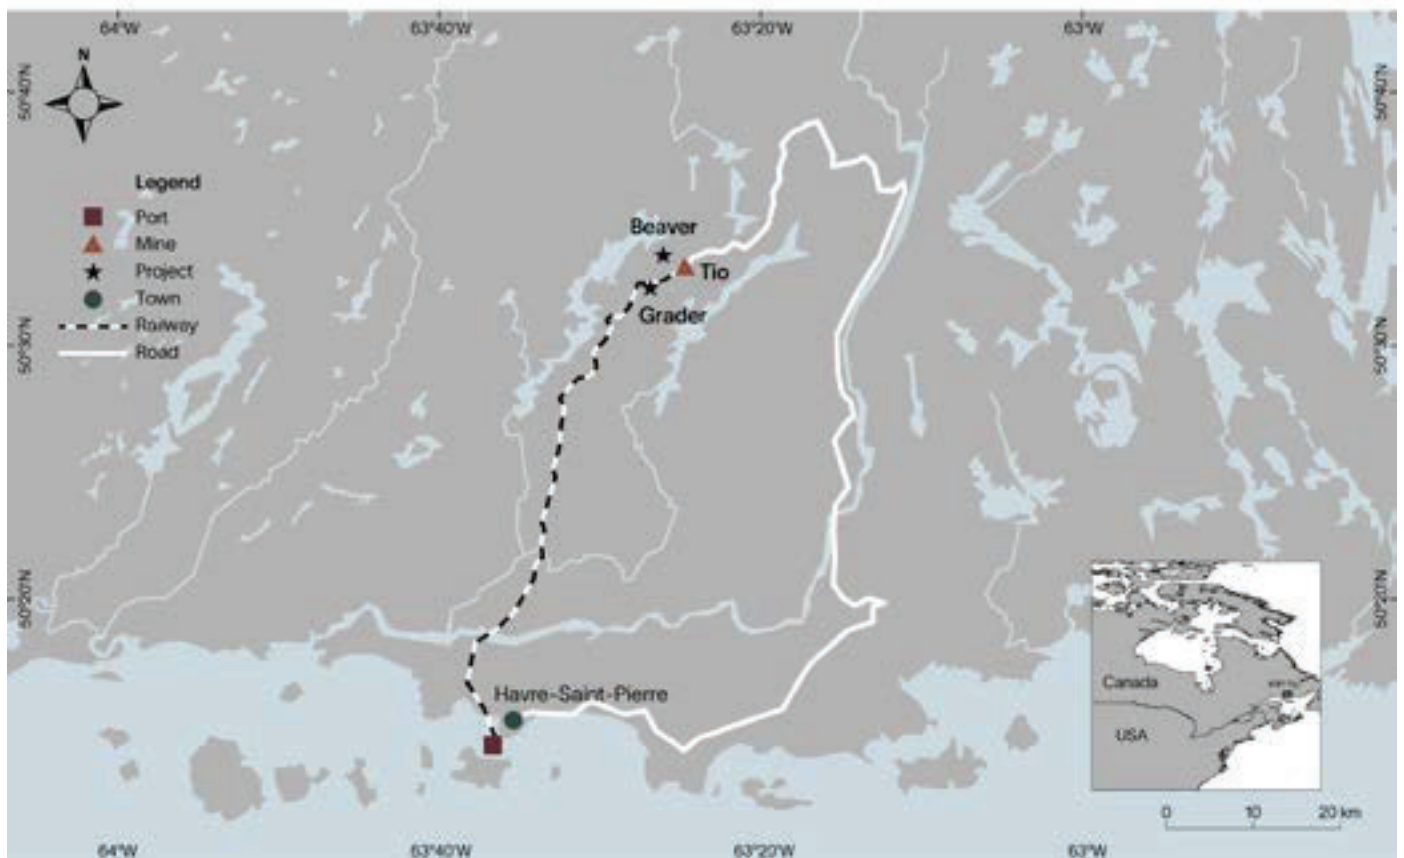 64°W 63°40'W 63°20'W 63°W
N
50°40'N 50°40'N
Legend
Port
Mine
Project
Town
Railway
Road
Beaver
Tio
Grader
50°30'N 50°30'N
50°20'N 50°20'N
Havre-Saint-Pierre
Canada
USA
0 10 20 km
64°W 63°40'W 63°20'W 63°W